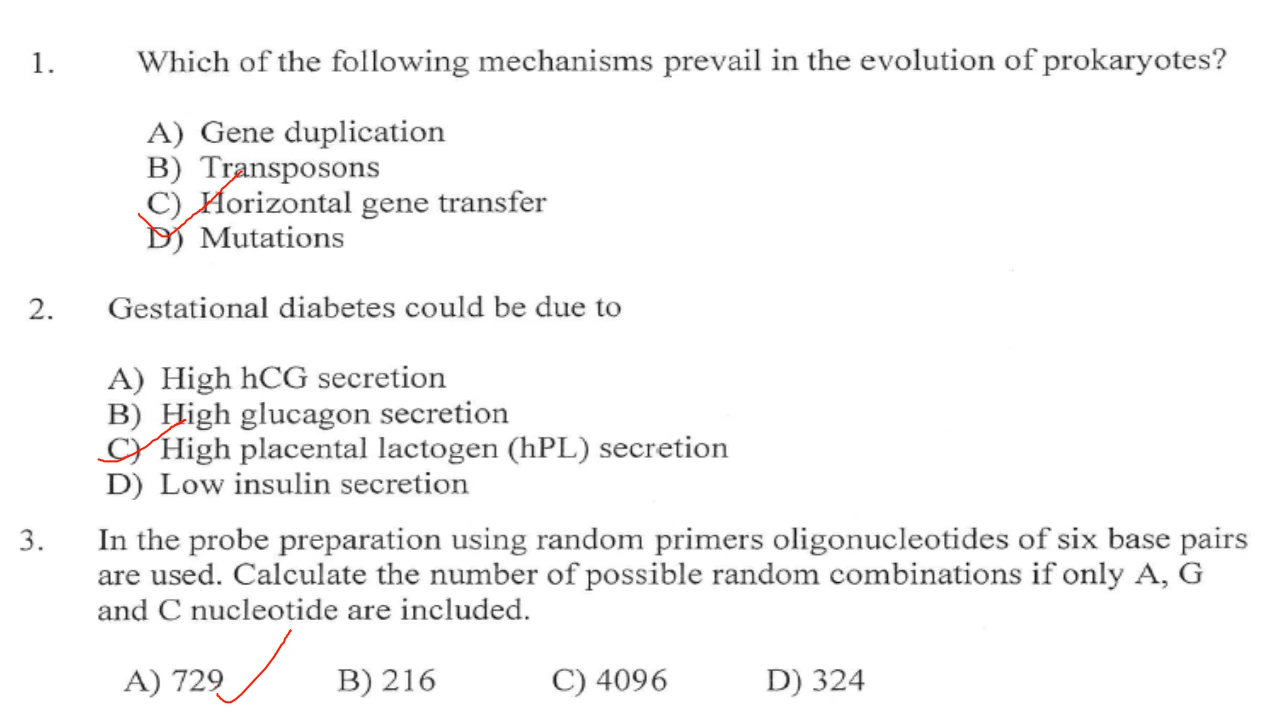 1. Which of the following mechanisms prevail in the evolution of prokaryotes?
A) Gene duplication
B) Transposons
C) Horizontal gene transfer
D) Mutations
2. Gestational diabetes could be due to
A) High hCG secretion
B) High glucagon secretion
C) High placental lactogen (hPL) secretion
D) Low insulin secretion
3. In the probe preparation using random primers oligonucleotides of six base pairs
are used. Calculate the number of possible random combinations if only A, G
and C nucleotide are included.
A) 729 B) 216 C) 4096 D) 324